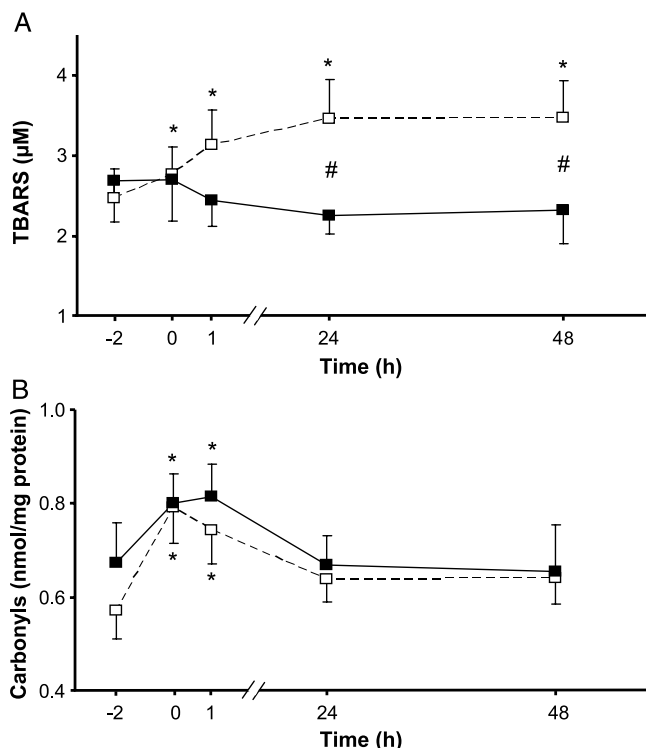 A
TBARS (µM)
4
3
2
1
* * * *
# #
-2 0 1 24 48
Time (h)
B
Carbonyls (nmol/mg protein)
1.0
0.8
0.6
0.4
* *
* *
-2 0 1 24 48
Time (h)